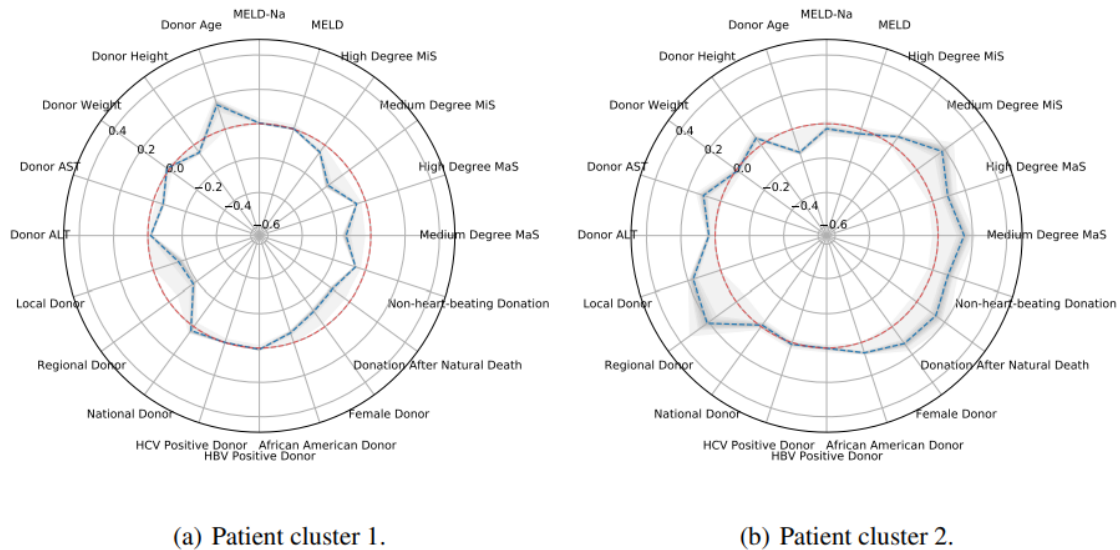 MELD-Na
Donor Age
MELD
Donor Height
High Degree MiS
Donor Weight
Medium Degree MiS
0.4
0.2
Donor AST
0.0
High Degree MaS
−0.2
−0.4
−0.6
Donor ALT
Medium Degree MaS
Local Donor
Non-heart-beating Donation
Regional Donor
Donation After Natural Death
National Donor
Female Donor
HCV Positive Donor
African American Donor
HBV Positive Donor
(a) Patient cluster 1.
MELD-Na
Donor Age
MELD
Donor Height
High Degree MiS
Donor Weight
Medium Degree MiS
0.4
0.2
Donor AST
0.0
High Degree MaS
−0.2
−0.4
−0.6
Donor ALT
Medium Degree MaS
Local Donor
Non-heart-beating Donation
Regional Donor
Donation After Natural Death
National Donor
Female Donor
HCV Positive Donor
African American Donor
HBV Positive Donor
(b) Patient cluster 2.